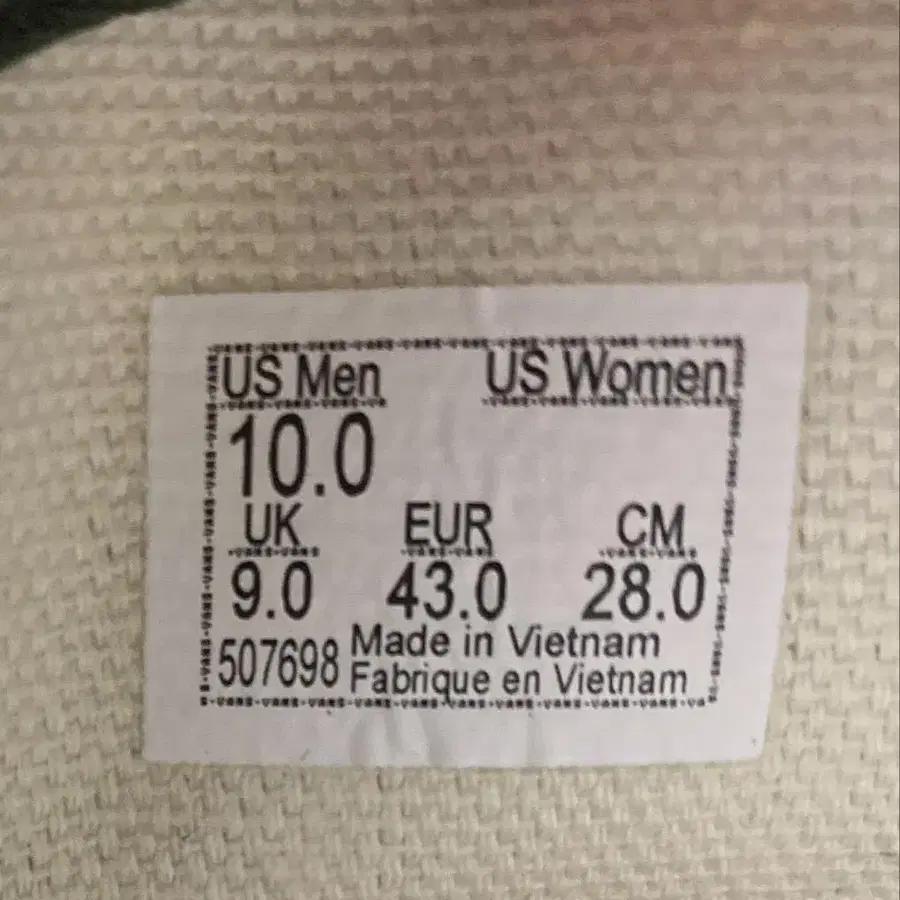 US Men US Women
10.0
UK EUR CM
9.0 43.0 28.0
507698 Made in Vietnam
Fabrique en Vietnam